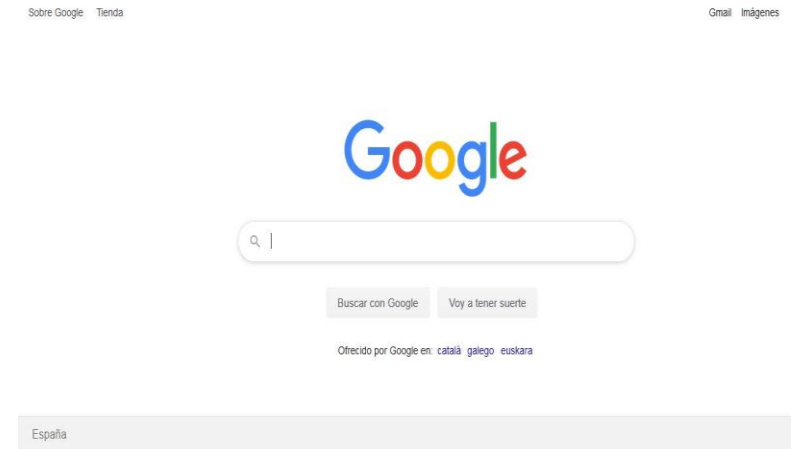 Sobre Google Tienda Gmail Imágenes
Google
Buscar con Google Voy a tener suerte
Ofrecido por Google en: català galego euskara
España